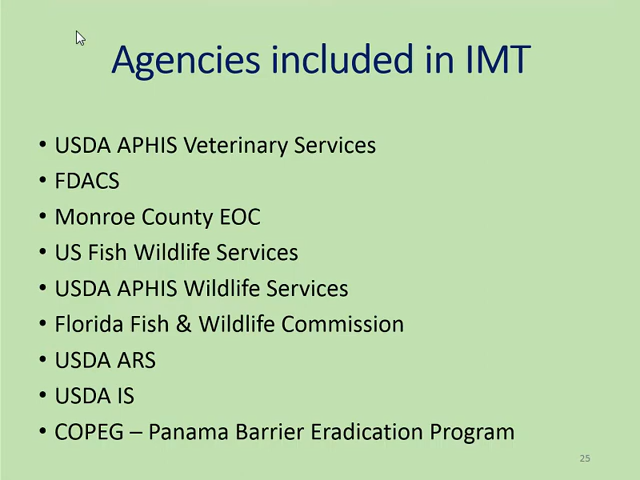 Agencies included in IMT
• USDA APHIS Veterinary Services
• FDACS
• Monroe County EOC
• US Fish Wildlife Services
• USDA APHIS Wildlife Services
• Florida Fish & Wildlife Commission
• USDA ARS
• USDA IS
• COPEG – Panama Barrier Eradication Program
25